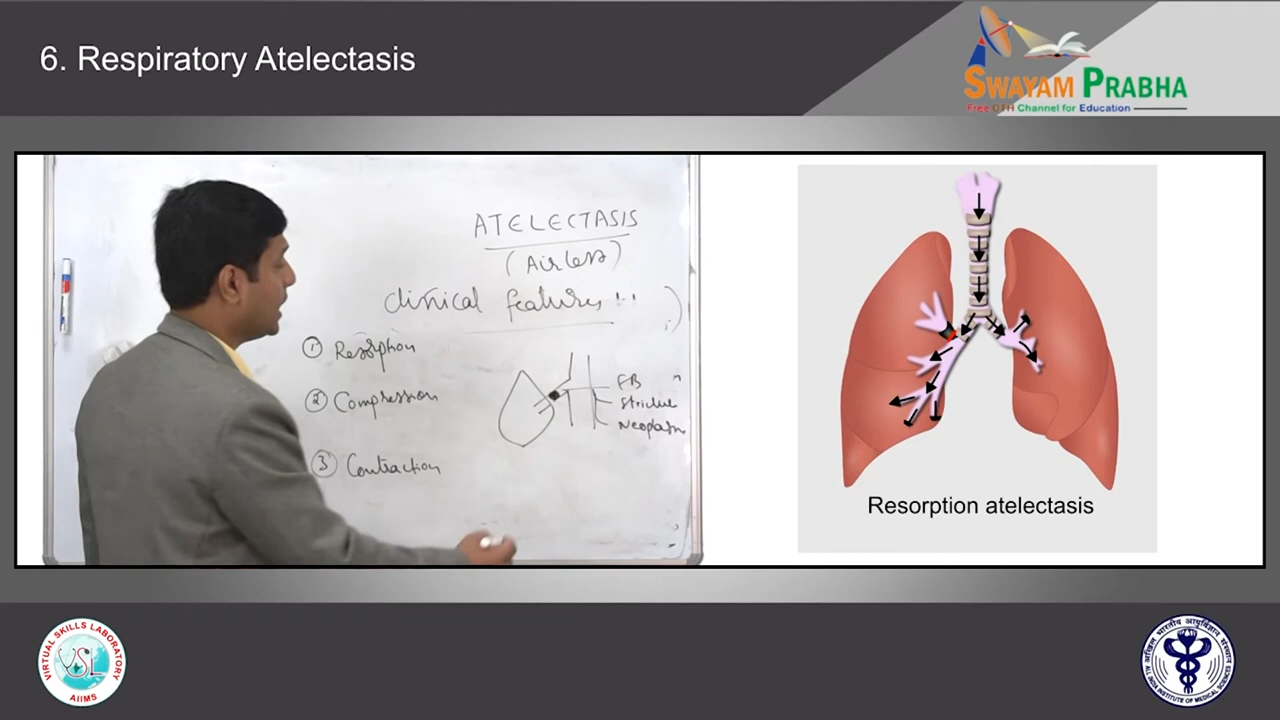 6. Respiratory Atelectasis
SWAYAM PRABHA
Free DTH Channel for Education
ATELECTASIS
(Airless)
Clinical features
① Resorption
② Compression
③ Contraction
FB
Stricture
Neoplasm
Resorption atelectasis
VIRTUAL SKILLS LABORATORY
VSL
AIIMS